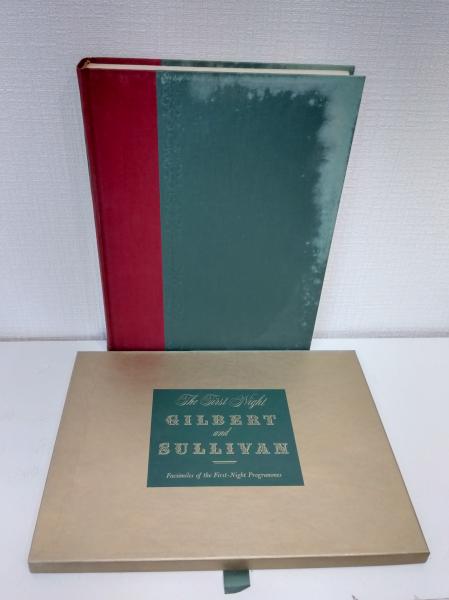 The First Night
GILBERT
and
SULLIVAN
Facsimiles of the First-Night Programmes